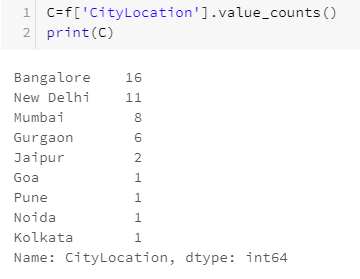 1 C=f['CityLocation'].value_counts()
2 print(C)
Bangalore    16
New Delhi    11
Mumbai        8
Gurgaon       6
Jaipur        2
Goa           1
Pune          1
Noida         1
Kolkata       1
Name: CityLocation, dtype: int64